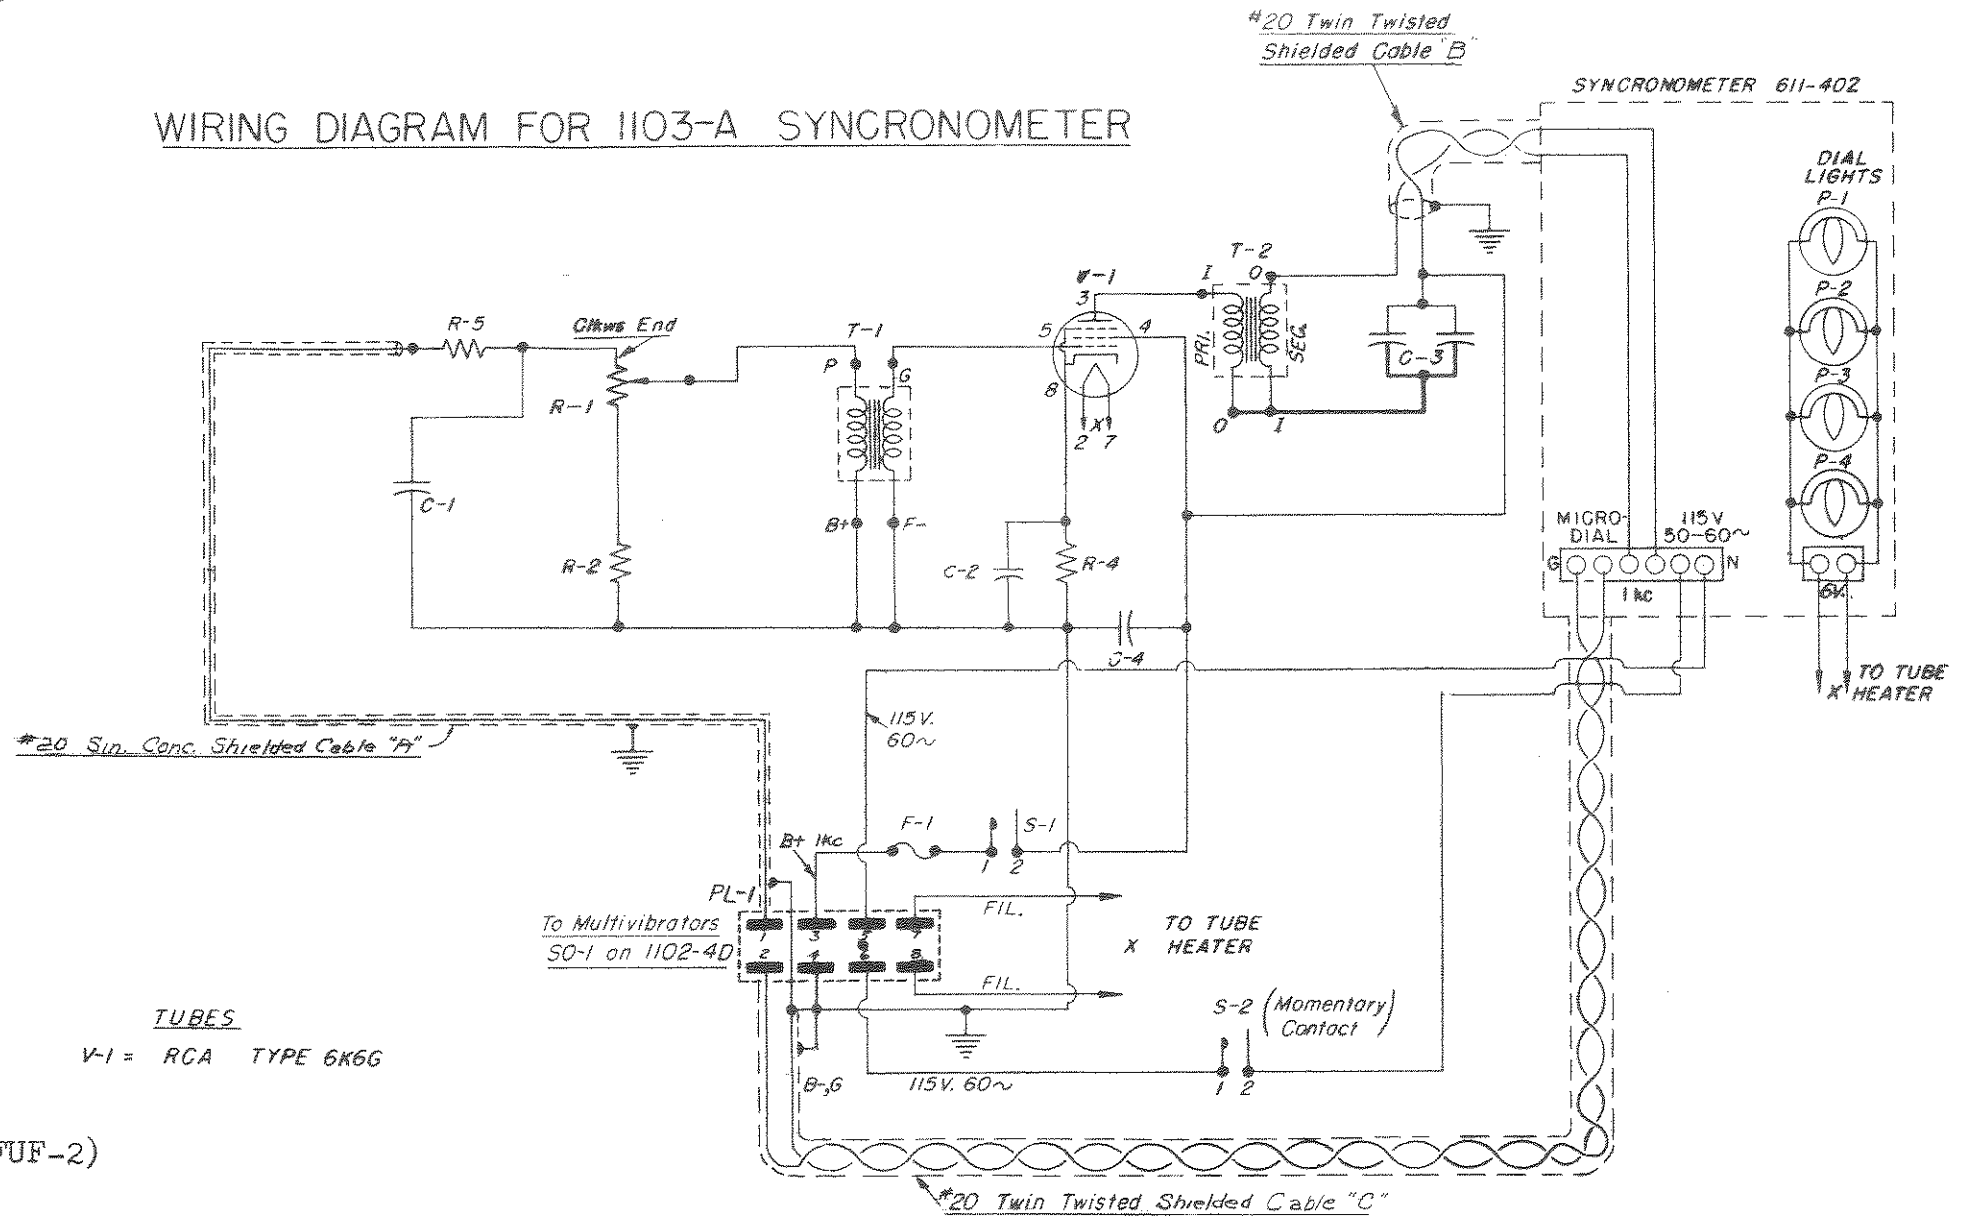 #20 Twin Twisted
Shielded Cable "B"
SYNCRONOMETER 611-402
WIRING DIAGRAM FOR 1103-A SYNCRONOMETER
DIAL
LIGHTS
P-1
P-2
P-3
P-4
6V.
X
TO TUBE
HEATER
MICRO-
DIAL
115V
50-60~
G
N
1 kc
T-2
I
O
PRI.
SEC.
O
I
C-3
V-1
3
5
4
8
2
X
7
R-5
Clkws End
R-1
T-1
P
G
B+
F-
C-1
R-2
C-2
R-4
C-4
#20 Sin. Conc. Shielded Cable "A"
115V.
60~
B+ 1kc
F-1
S-1
1
2
PL-1
To Multivibrators
SO-1 on 1102-4D
1
3
5
7
2
4
6
8
FIL.
FIL.
X
TO TUBE
HEATER
S-2 (Momentary
Contact)
1
2
B-,G
115V. 60~
TUBES
V-1 = RCA TYPE 6K6G
UF-2)
#20 Twin Twisted Shielded Cable "C"